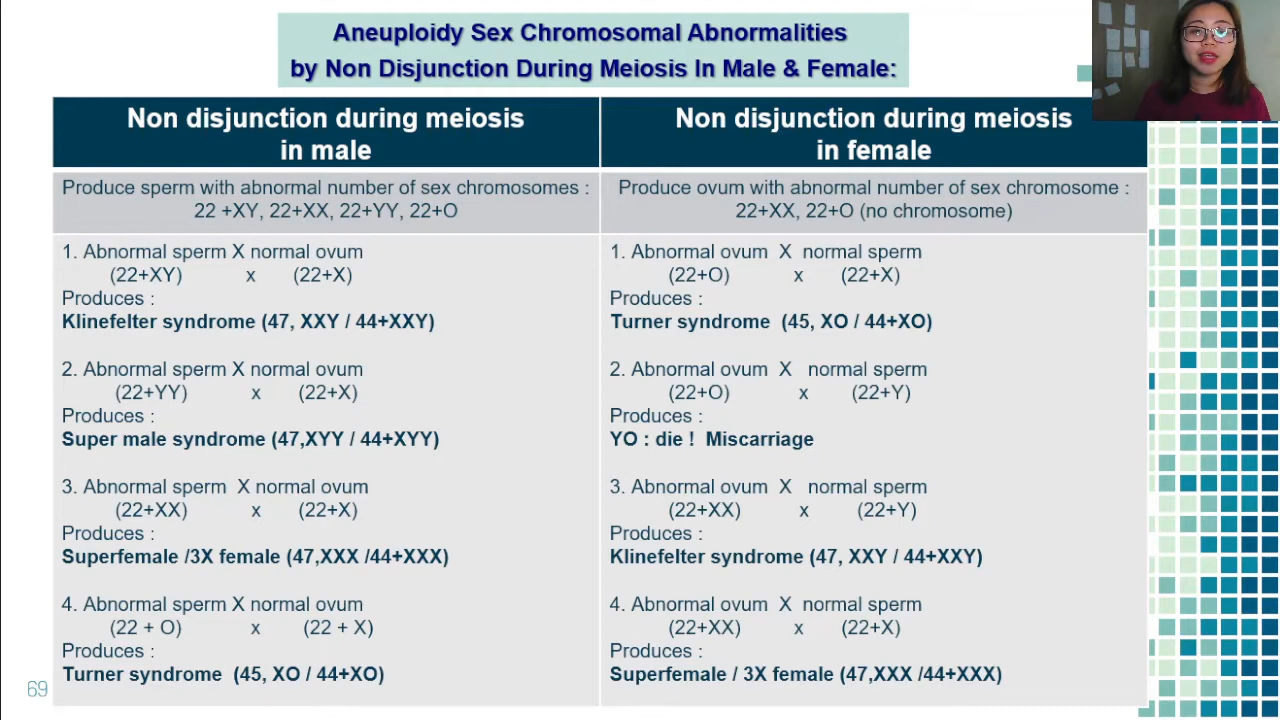 Aneuploidy Sex Chromosomal Abnormalities
by Non Disjunction During Meiosis In Male & Female:
Non disjunction during meiosis
in male
Produce sperm with abnormal number of sex chromosomes :
22 +XY, 22+XX, 22+YY, 22+O
1. Abnormal sperm X normal ovum
(22+XY) x (22+X)
Produces :
Klinefelter syndrome (47, XXY / 44+XXY)
2. Abnormal sperm X normal ovum
(22+YY) x (22+X)
Produces :
Super male syndrome (47,XYY / 44+XYY)
3. Abnormal sperm X normal ovum
(22+XX) x (22+X)
Produces :
Superfemale /3X female (47,XXX /44+XXX)
4. Abnormal sperm X normal ovum
(22 + O) x (22 + X)
Produces :
Turner syndrome (45, XO / 44+XO)
Non disjunction during meiosis
in female
Produce ovum with abnormal number of sex chromosome :
22+XX, 22+O (no chromosome)
1. Abnormal ovum X normal sperm
(22+O) x (22+X)
Produces :
Turner syndrome (45, XO / 44+XO)
2. Abnormal ovum X normal sperm
(22+O) x (22+Y)
Produces :
YO : die ! Miscarriage
3. Abnormal ovum X normal sperm
(22+XX) x (22+Y)
Produces :
Klinefelter syndrome (47, XXY / 44+XXY)
4. Abnormal ovum X normal sperm
(22+XX) x (22+X)
Produces :
Superfemale / 3X female (47,XXX /44+XXX)
69